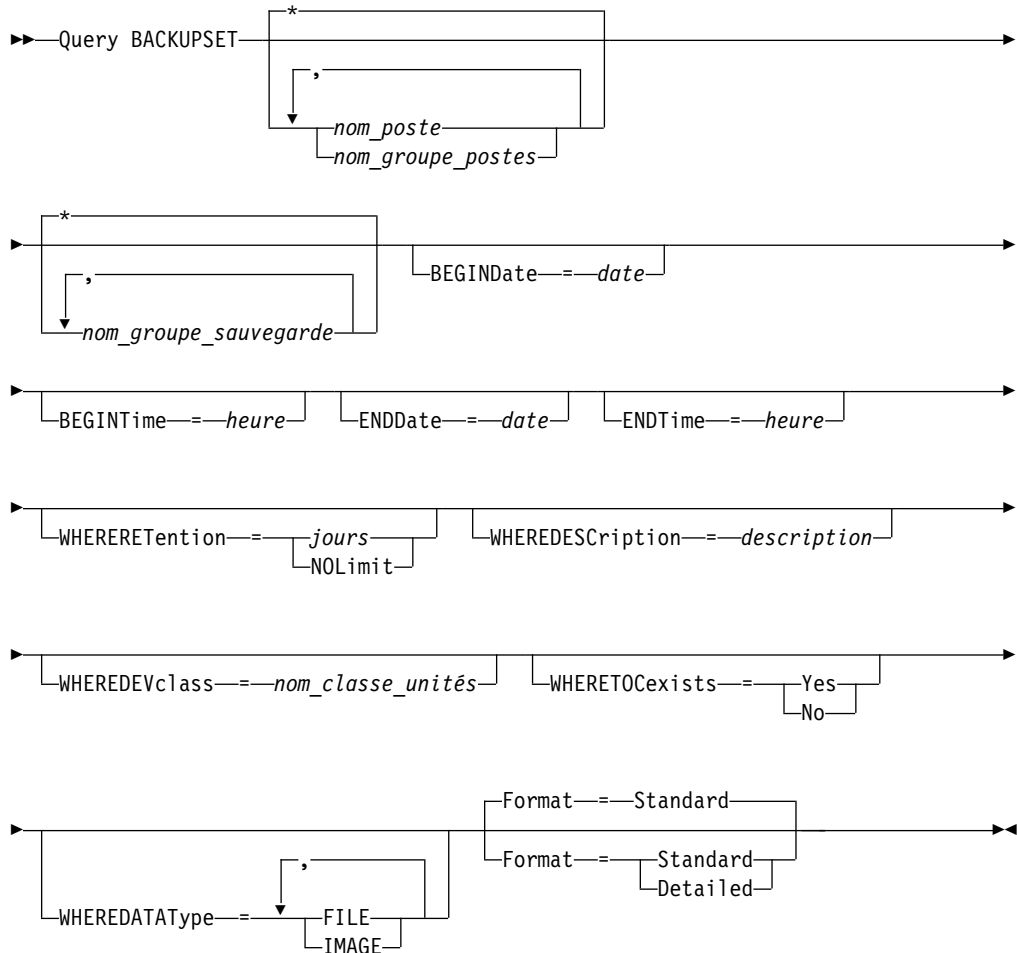 *
Query BACKUPSET
,
nom_poste
nom_groupe_postes
*
,
nom_groupe_sauvegarde
BEGINDate = date
BEGINTime = heure
ENDDate = date
ENDTime = heure
WHERERETention = jours
NOLimit
WHEREDESCription = description
WHEREDEVclass = nom_classe_unités
WHERETOCexists = Yes
No
WHEREDATAType =
,
FILE
IMAGE
Format = Standard
Format = Standard
Detailed